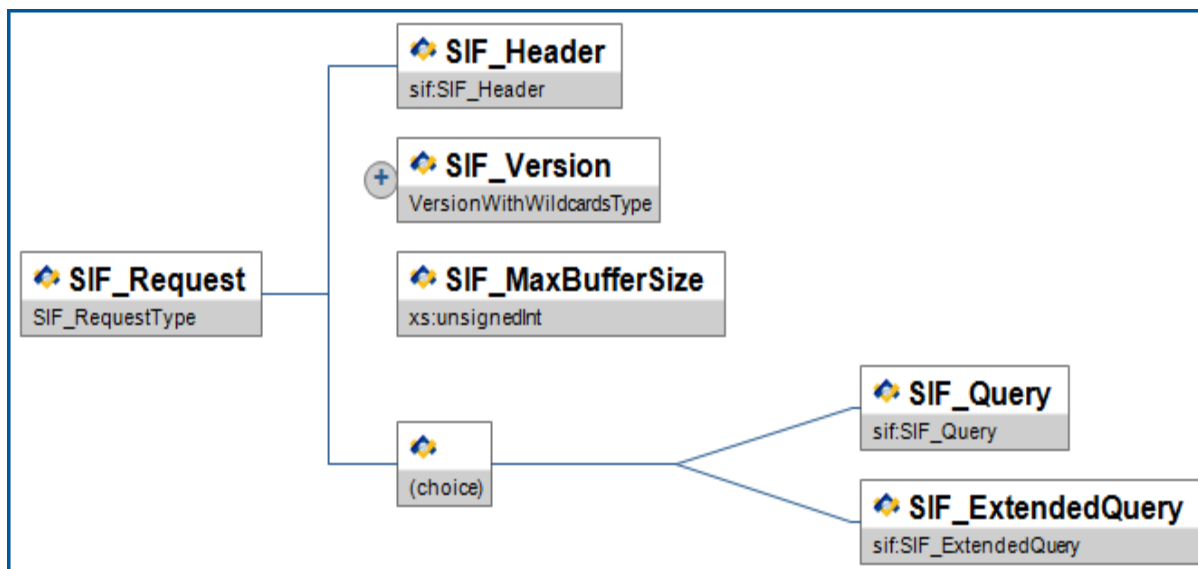 SIF_Header
sif:SIF_Header
+
SIF_Version
VersionWithWildcardsType
SIF_Request
SIF_RequestType
SIF_MaxBufferSize
xs:unsignedInt
(choice)
SIF_Query
sif:SIF_Query
SIF_ExtendedQuery
sif:SIF_ExtendedQuery